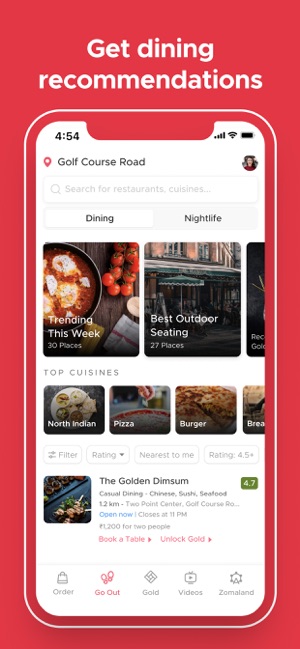 Get dining
recommendations
4:54
Golf Course Road
Search for restaurants, cuisines...
Dining
Nightlife
Trending
This Week
30 Places
Best Outdoor
Seating
27 Places
Rec
Gold
TOP CUISINES
North Indian
Pizza
Burger
Brea
Filter
Rating
Nearest to me
Rating: 4.5+
The Golden Dimsum
4.7
Casual Dining - Chinese, Sushi, Seafood
1.2 km - Two Point Center, Golf Course Ro...
Open now | Closes at 11 PM
₹1,200 for two people
Book a Table
Unlock Gold
Order
Go Out
Gold
Videos
Zomaland